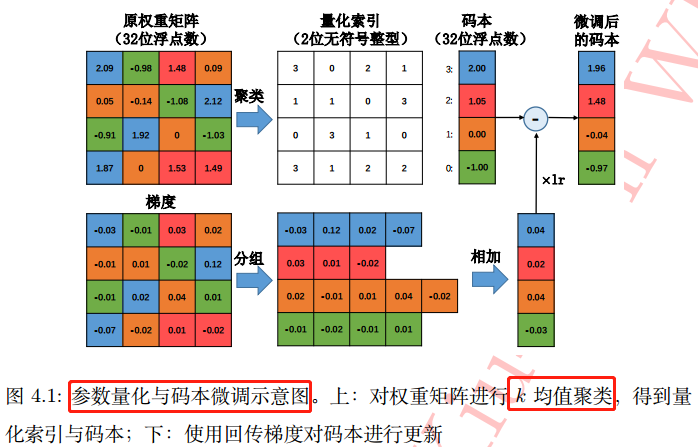 原权重矩阵
（32位浮点数）
量化索引
（2位无符号整型）
码本
（32位浮点数）
微调后
的码本
2.09 -0.98 1.48 0.09
0.05 -0.14 -1.08 2.12
-0.91 1.92 0 -1.03
1.87 0 1.53 1.49
聚类
3 0 2 1
1 1 0 3
0 3 1 0
3 1 2 2
3: 2.00
2: 1.05
1: 0.00
0: -1.00
-
1.96
1.48
-0.04
-0.97
×lr
梯度
-0.03 -0.01 0.03 0.02
-0.01 0.01 -0.02 0.12
-0.01 0.02 0.04 0.01
-0.07 -0.02 0.01 -0.02
分组
-0.03 0.12 0.02 -0.07
0.03 0.01 -0.02
0.02 -0.01 0.01 0.04 -0.02
-0.01 -0.02 -0.01 0.01
相加
0.04
0.02
0.04
-0.03
图 4.1: 参数量化与码本微调示意图。上：对权重矩阵进行 k 均值聚类，得到量
化索引与码本；下：使用回传梯度对码本进行更新